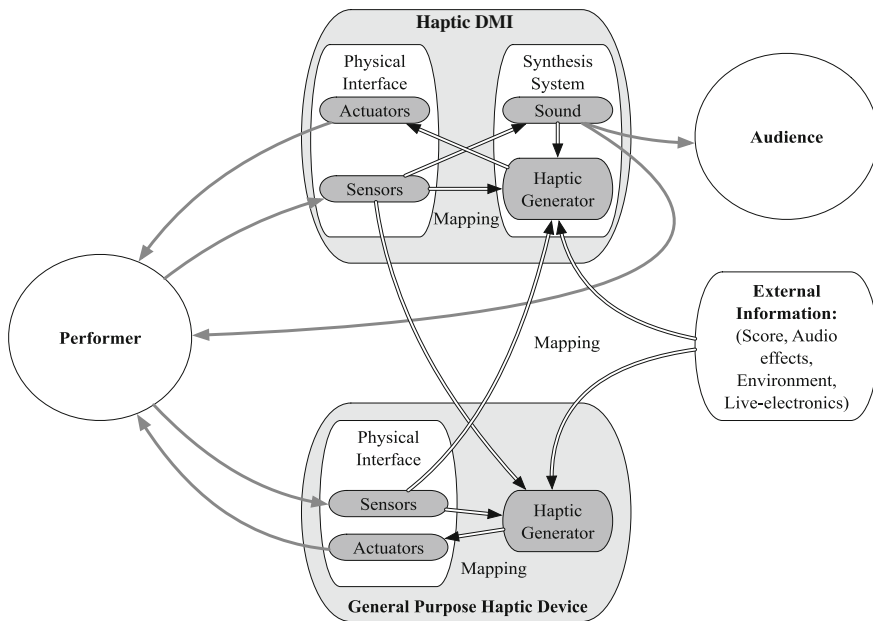 Haptic DMI
Physical
Interface
Actuators
Sensors
Synthesis
System
Sound
Haptic
Generator
Mapping
Audience
Performer
External
Information:
(Score, Audio
effects,
Environment,
Live-electronics)
Mapping
Physical
Interface
Sensors
Actuators
Haptic
Generator
Mapping
General Purpose Haptic Device